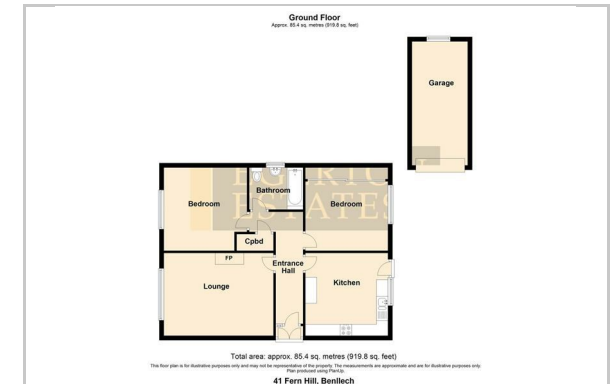 Ground Floor
Approx. 85.4 sq. metres (919.8 sq. feet)
Garage
EGERTON
ESTATES
Bedroom
Bathroom
Bedroom
Cpbd
FP
Entrance
Hall
Lounge
Kitchen
Total area: approx. 85.4 sq. metres (919.8 sq. feet)
This floor plan is for illustrative purposes only and may not be representative of the property. The measurements are approximate and are for illustrative purposes only.
Plan produced using PlanUp.
41 Fern Hill, Benllech